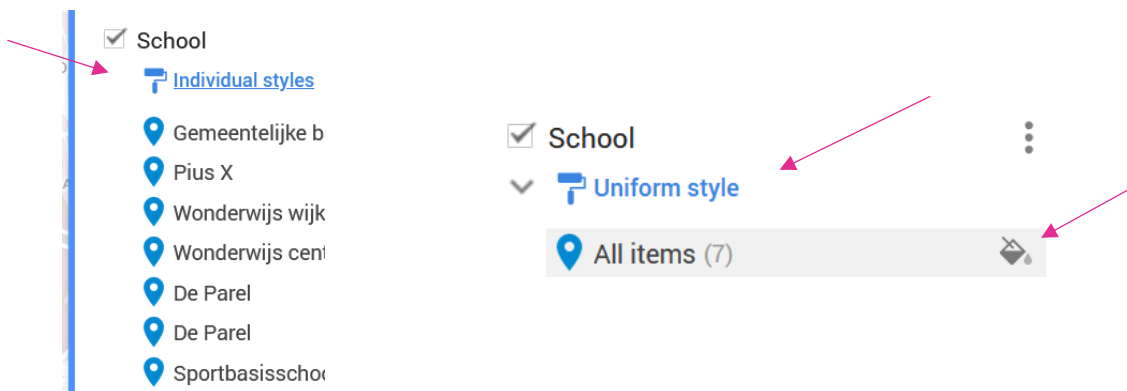 School
Individual styles
Gemeentelijke b
Pius X
Wonderwijs wijk
Wonderwijs cent
De Parel
De Parel
Sportbasisschoo
School
Uniform style
All items (7)